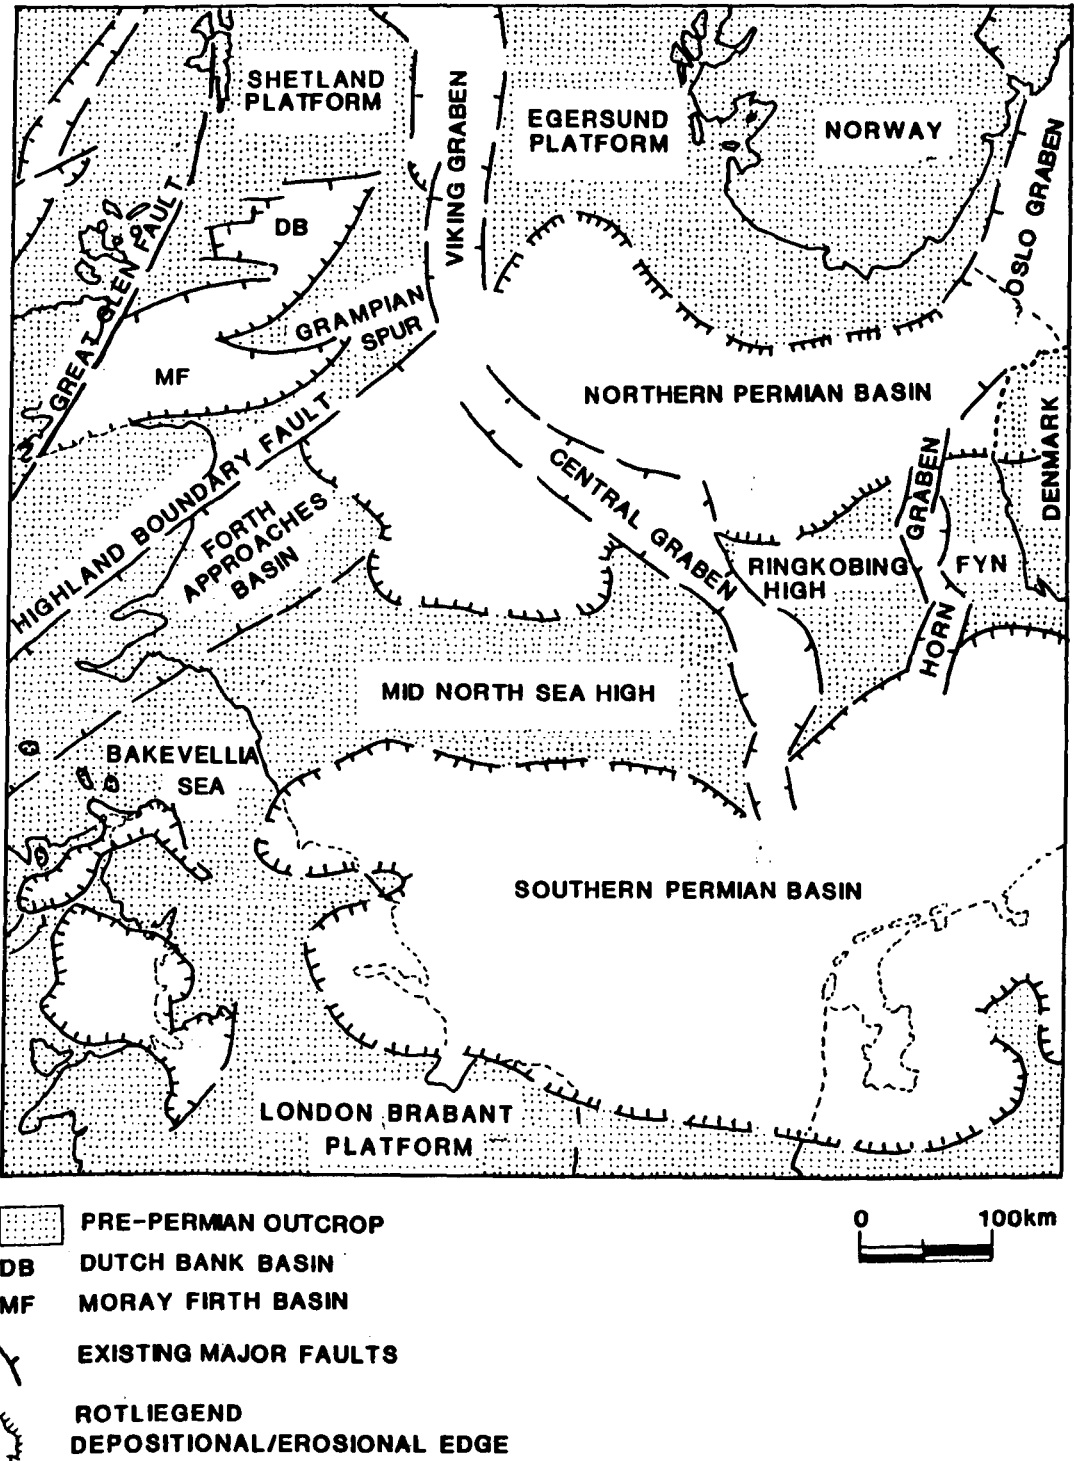 SHETLAND
PLATFORM
VIKING GRABEN
EGERSUND
PLATFORM
NORWAY
OSLO GRABEN
GREAT GLEN FAULT
DB
GRAMPIAN
SPUR
MF
NORTHERN PERMIAN BASIN
DENMARK
HIGHLAND BOUNDARY FAULT
FORTH
APPROACHES
BASIN
CENTRAL GRABEN
HORN GRABEN
RINGKOBING
HIGH
FYN
MID NORTH SEA HIGH
BAKEVELLIA
SEA
SOUTHERN PERMIAN BASIN
LONDON BRABANT
PLATFORM
PRE-PERMIAN OUTCROP
DB DUTCH BANK BASIN
MF MORAY FIRTH BASIN
EXISTING MAJOR FAULTS
ROTLIEGEND
DEPOSITIONAL/EROSIONAL EDGE
0 100km